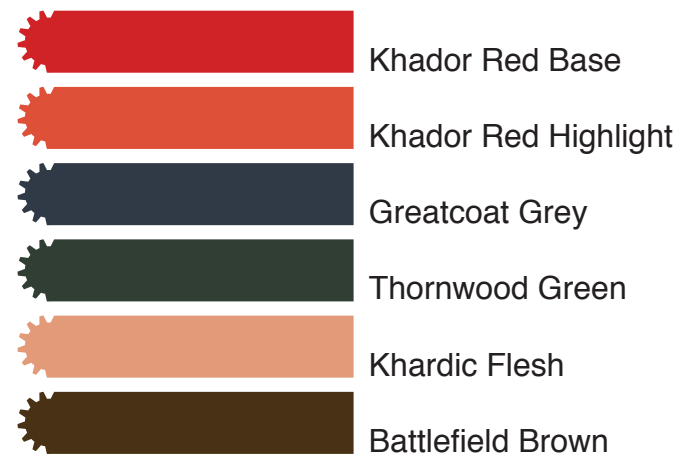 Khador Red Base
Khador Red Highlight
Greatcoat Grey
Thornwood Green
Khardic Flesh
Battlefield Brown